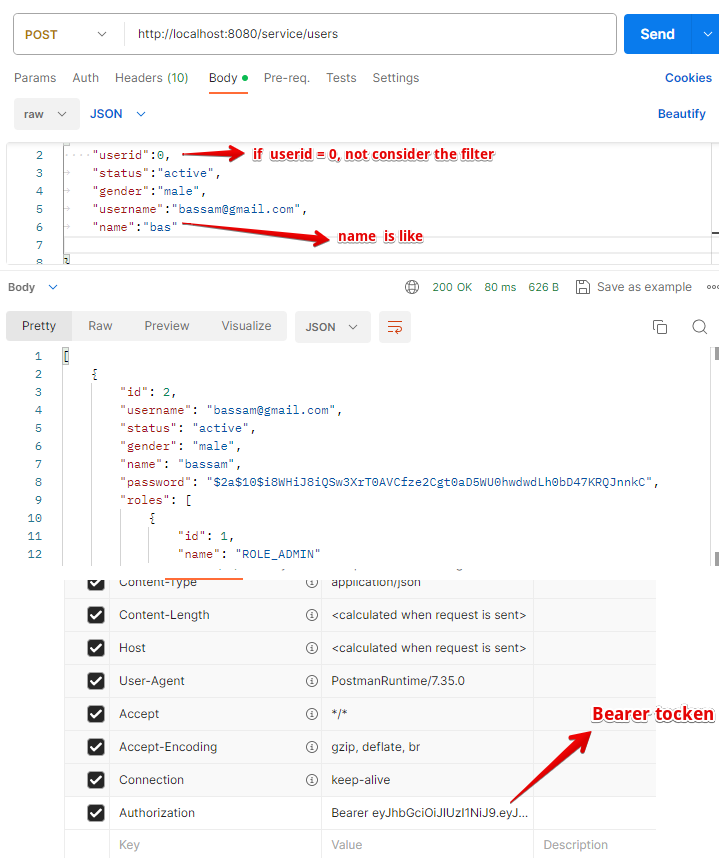 POST http://localhost:8080/service/users Send
Params Auth Headers (10) Body Pre-req. Tests Settings Cookies
raw JSON Beautify
2 "userid":0, if userid = 0, not consider the filter
3 "status":"active",
4 "gender":"male",
5 "username":"bassam@gmail.com",
6 "name":"bas"
name is like
7
8 }
Body 200 OK 80 ms 626 B Save as example
Pretty Raw Preview Visualize JSON
1 [
2 {
3 "id": 2,
4 "username": "bassam@gmail.com",
5 "status": "active",
6 "gender": "male",
7 "name": "bassam",
8 "password": "$2a$10$i8WHiJ8iQSw3XrT0AVCfze2Cgt0aD5WU0hwdwdLh0bD47KRQJnnkC",
9 "roles": [
10 {
11 "id": 1,
12 "name": "ROLE_ADMIN"
Content-Type application/json
Content-Length <calculated when request is sent>
Host <calculated when request is sent>
User-Agent PostmanRuntime/7.35.0
Accept */*
Bearer tocken
Accept-Encoding gzip, deflate, br
Connection keep-alive
Authorization Bearer eyJhbGciOiJIUzI1NiJ9.eyJ...
Key Value Description